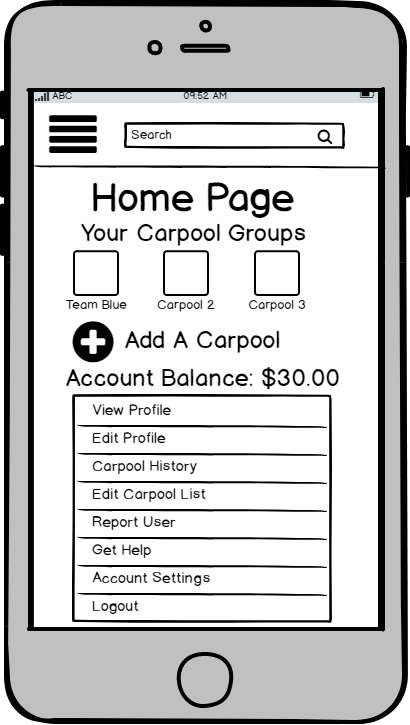 ABC 09:52 AM
Search
Home Page
Your Carpool Groups
Team Blue Carpool 2 Carpool 3
Add A Carpool
Account Balance: $30.00
View Profile
Edit Profile
Carpool History
Edit Carpool List
Report User
Get Help
Account Settings
Logout